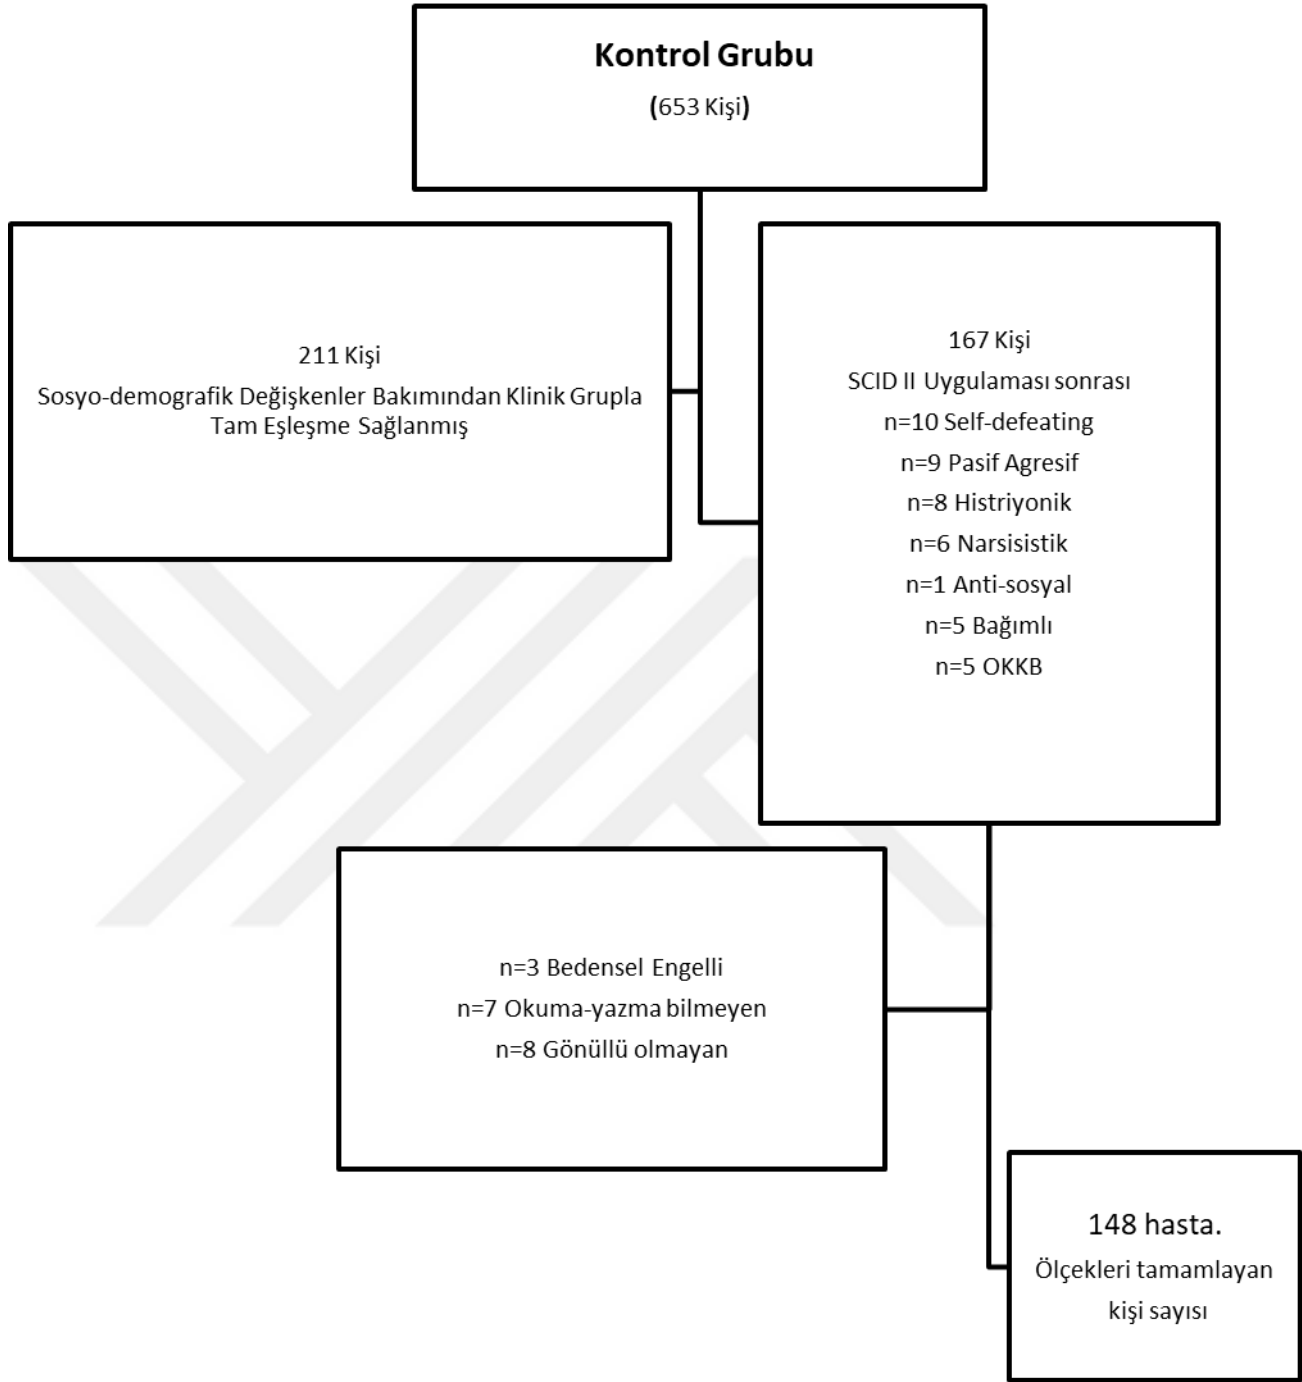 Kontrol Grubu
(653 Kişi)
211 Kişi
Sosyo-demografik Değişkenler Bakımından Klinik Grupla
Tam Eşleşme Sağlanmış
167 Kişi
SCID II Uygulaması sonrası
n=10 Self-defeating
n=9 Pasif Agresif
n=8 Histriyonik
n=6 Narsisistik
n=1 Anti-sosyal
n=5 Bağımlı
n=5 OKKB
n=3 Bedensel Engelli
n=7 Okuma-yazma bilmeyen
n=8 Gönüllü olmayan
148 hasta.
Ölçekleri tamamlayan
kişi sayısı